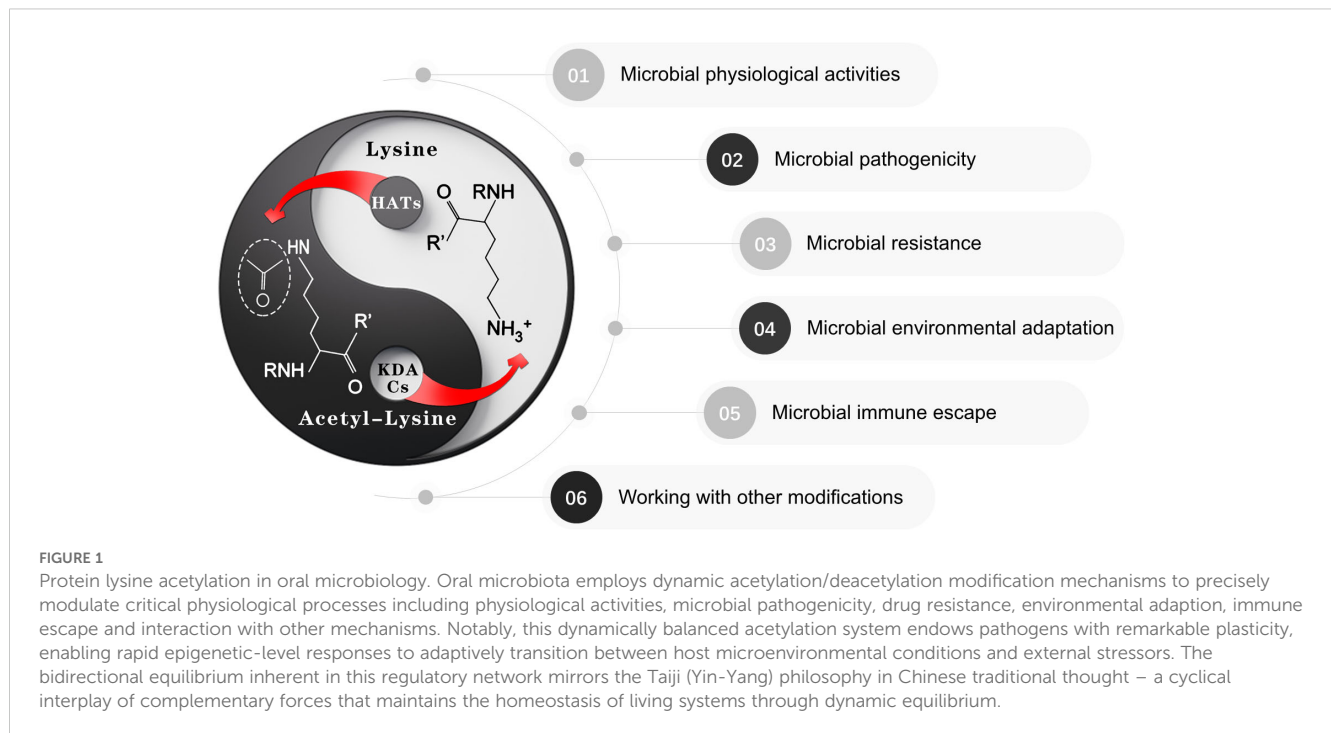 01 Microbial physiological activities
02 Microbial pathogenicity
03 Microbial resistance
04 Microbial environmental adaptation
05 Microbial immune escape
06 Working with other modifications
Lysine
HATs
O
RNH
R'
NH₃⁺
HN
O
R'
RNH
O
KDA
Cs
Acetyl-Lysine
FIGURE 1
Protein lysine acetylation in oral microbiology. Oral microbiota employs dynamic acetylation/deacetylation modification mechanisms to precisely
modulate critical physiological processes including physiological activities, microbial pathogenicity, drug resistance, environmental adaption, immune
escape and interaction with other mechanisms. Notably, this dynamically balanced acetylation system endows pathogens with remarkable plasticity,
enabling rapid epigenetic-level responses to adaptively transition between host microenvironmental conditions and external stressors. The
bidirectional equilibrium inherent in this regulatory network mirrors the Taiji (Yin-Yang) philosophy in Chinese traditional thought – a cyclical
interplay of complementary forces that maintains the homeostasis of living systems through dynamic equilibrium.